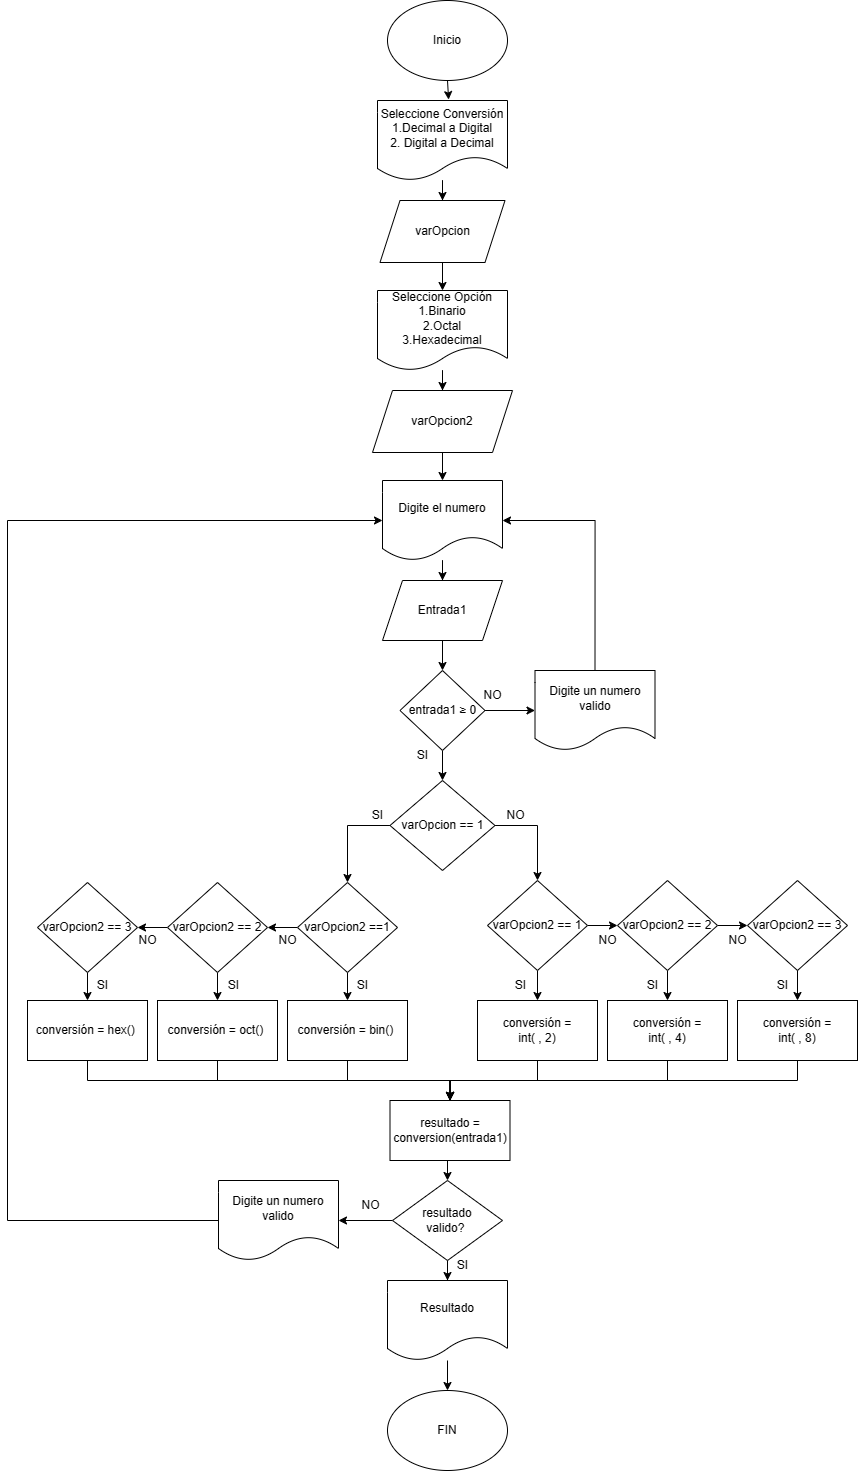 Inicio
Seleccione Conversión
1.Decimal a Digital
2. Digital a Decimal
varOpcion
Seleccione Opción
1.Binario
2.Octal
3.Hexadecimal
varOpcion2
Digite el numero
Entrada1
entrada1 ≥ 0
NO
Digite un numero
valido
SI
varOpcion == 1
SI
NO
varOpcion2 == 3
NO
varOpcion2 == 2
NO
varOpcion2 ==1
varOpcion2 == 1
NO
varOpcion2 == 2
NO
varOpcion2 == 3
SI
SI
SI
SI
SI
SI
conversión = hex()
conversión = oct()
conversión = bin()
conversión =
int( , 2)
conversión =
int( , 4)
conversión =
int( , 8)
resultado =
conversion(entrada1)
resultado
valido?
NO
Digite un numero
valido
SI
Resultado
FIN